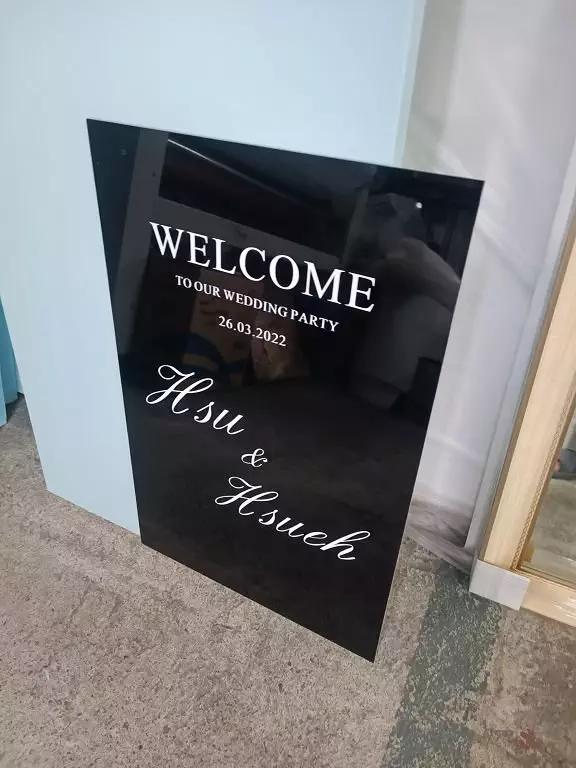 WELCOME
TO OUR WEDDING PARTY
26.03.2022
Hsu
&
Hsueh